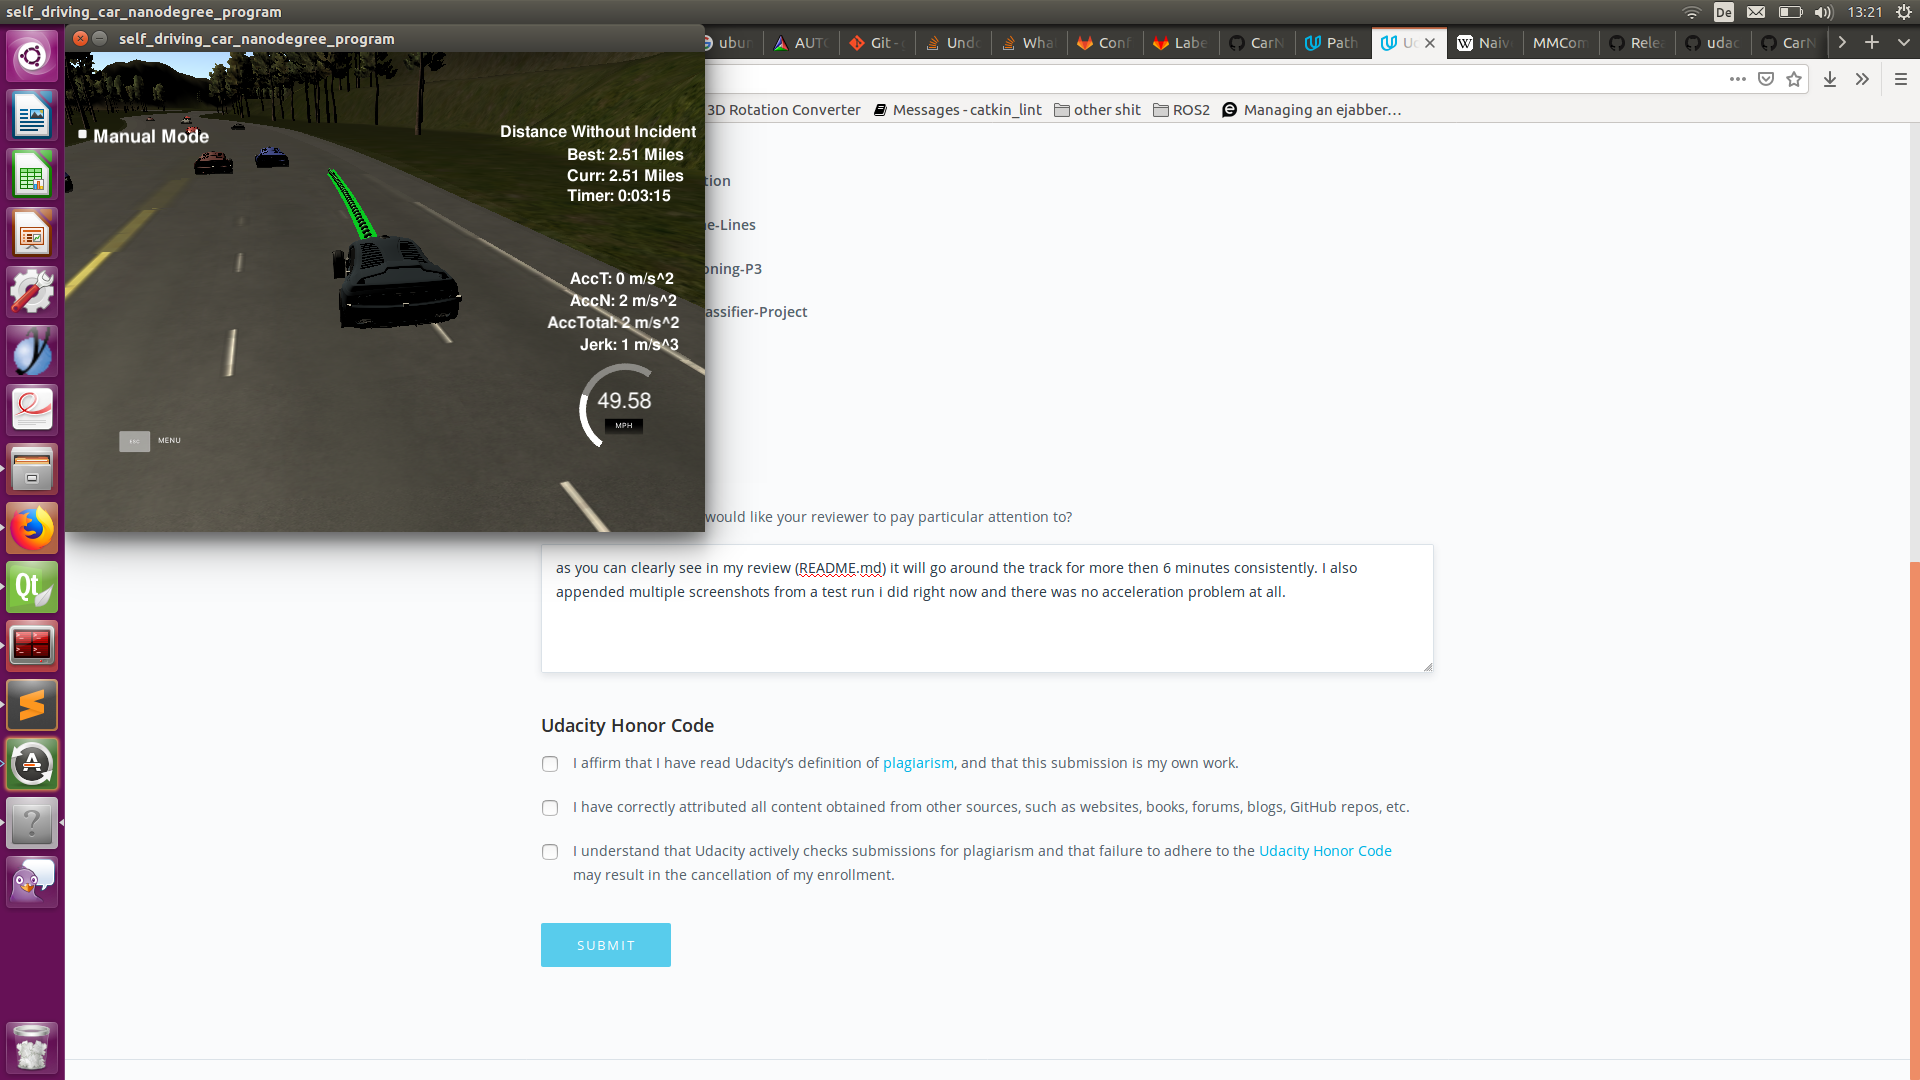 self_driving_car_nanodegree_program
De
13:21
self_driving_car_nanodegree_program
ubun
AUTO
Git -
Undo
What
Conf
Labe
CarN
Path
Naiv
MMCom
Rele
udac
CarN
3D Rotation Converter
Messages - catkin_lint
other shit
ROS2
Managing an ejabber…
Manual Mode
Distance Without Incident
Best: 2.51 Miles
Curr: 2.51 Miles
Timer: 0:03:15
AccT: 0 m/s^2
AccN: 2 m/s^2
AccTotal: 2 m/s^2
Jerk: 1 m/s^3
49.58
MPH
ESC MENU
tion
e-Lines
oning-P3
assifier-Project
would like your reviewer to pay particular attention to?
as you can clearly see in my review (README.md) it will go around the track for more then 6 minutes consistently. I also
appended multiple screenshots from a test run i did right now and there was no acceleration problem at all.
Udacity Honor Code
I affirm that I have read Udacity’s definition of plagiarism, and that this submission is my own work.
I have correctly attributed all content obtained from other sources, such as websites, books, forums, blogs, GitHub repos, etc.
I understand that Udacity actively checks submissions for plagiarism and that failure to adhere to the Udacity Honor Code
may result in the cancellation of my enrollment.
SUBMIT